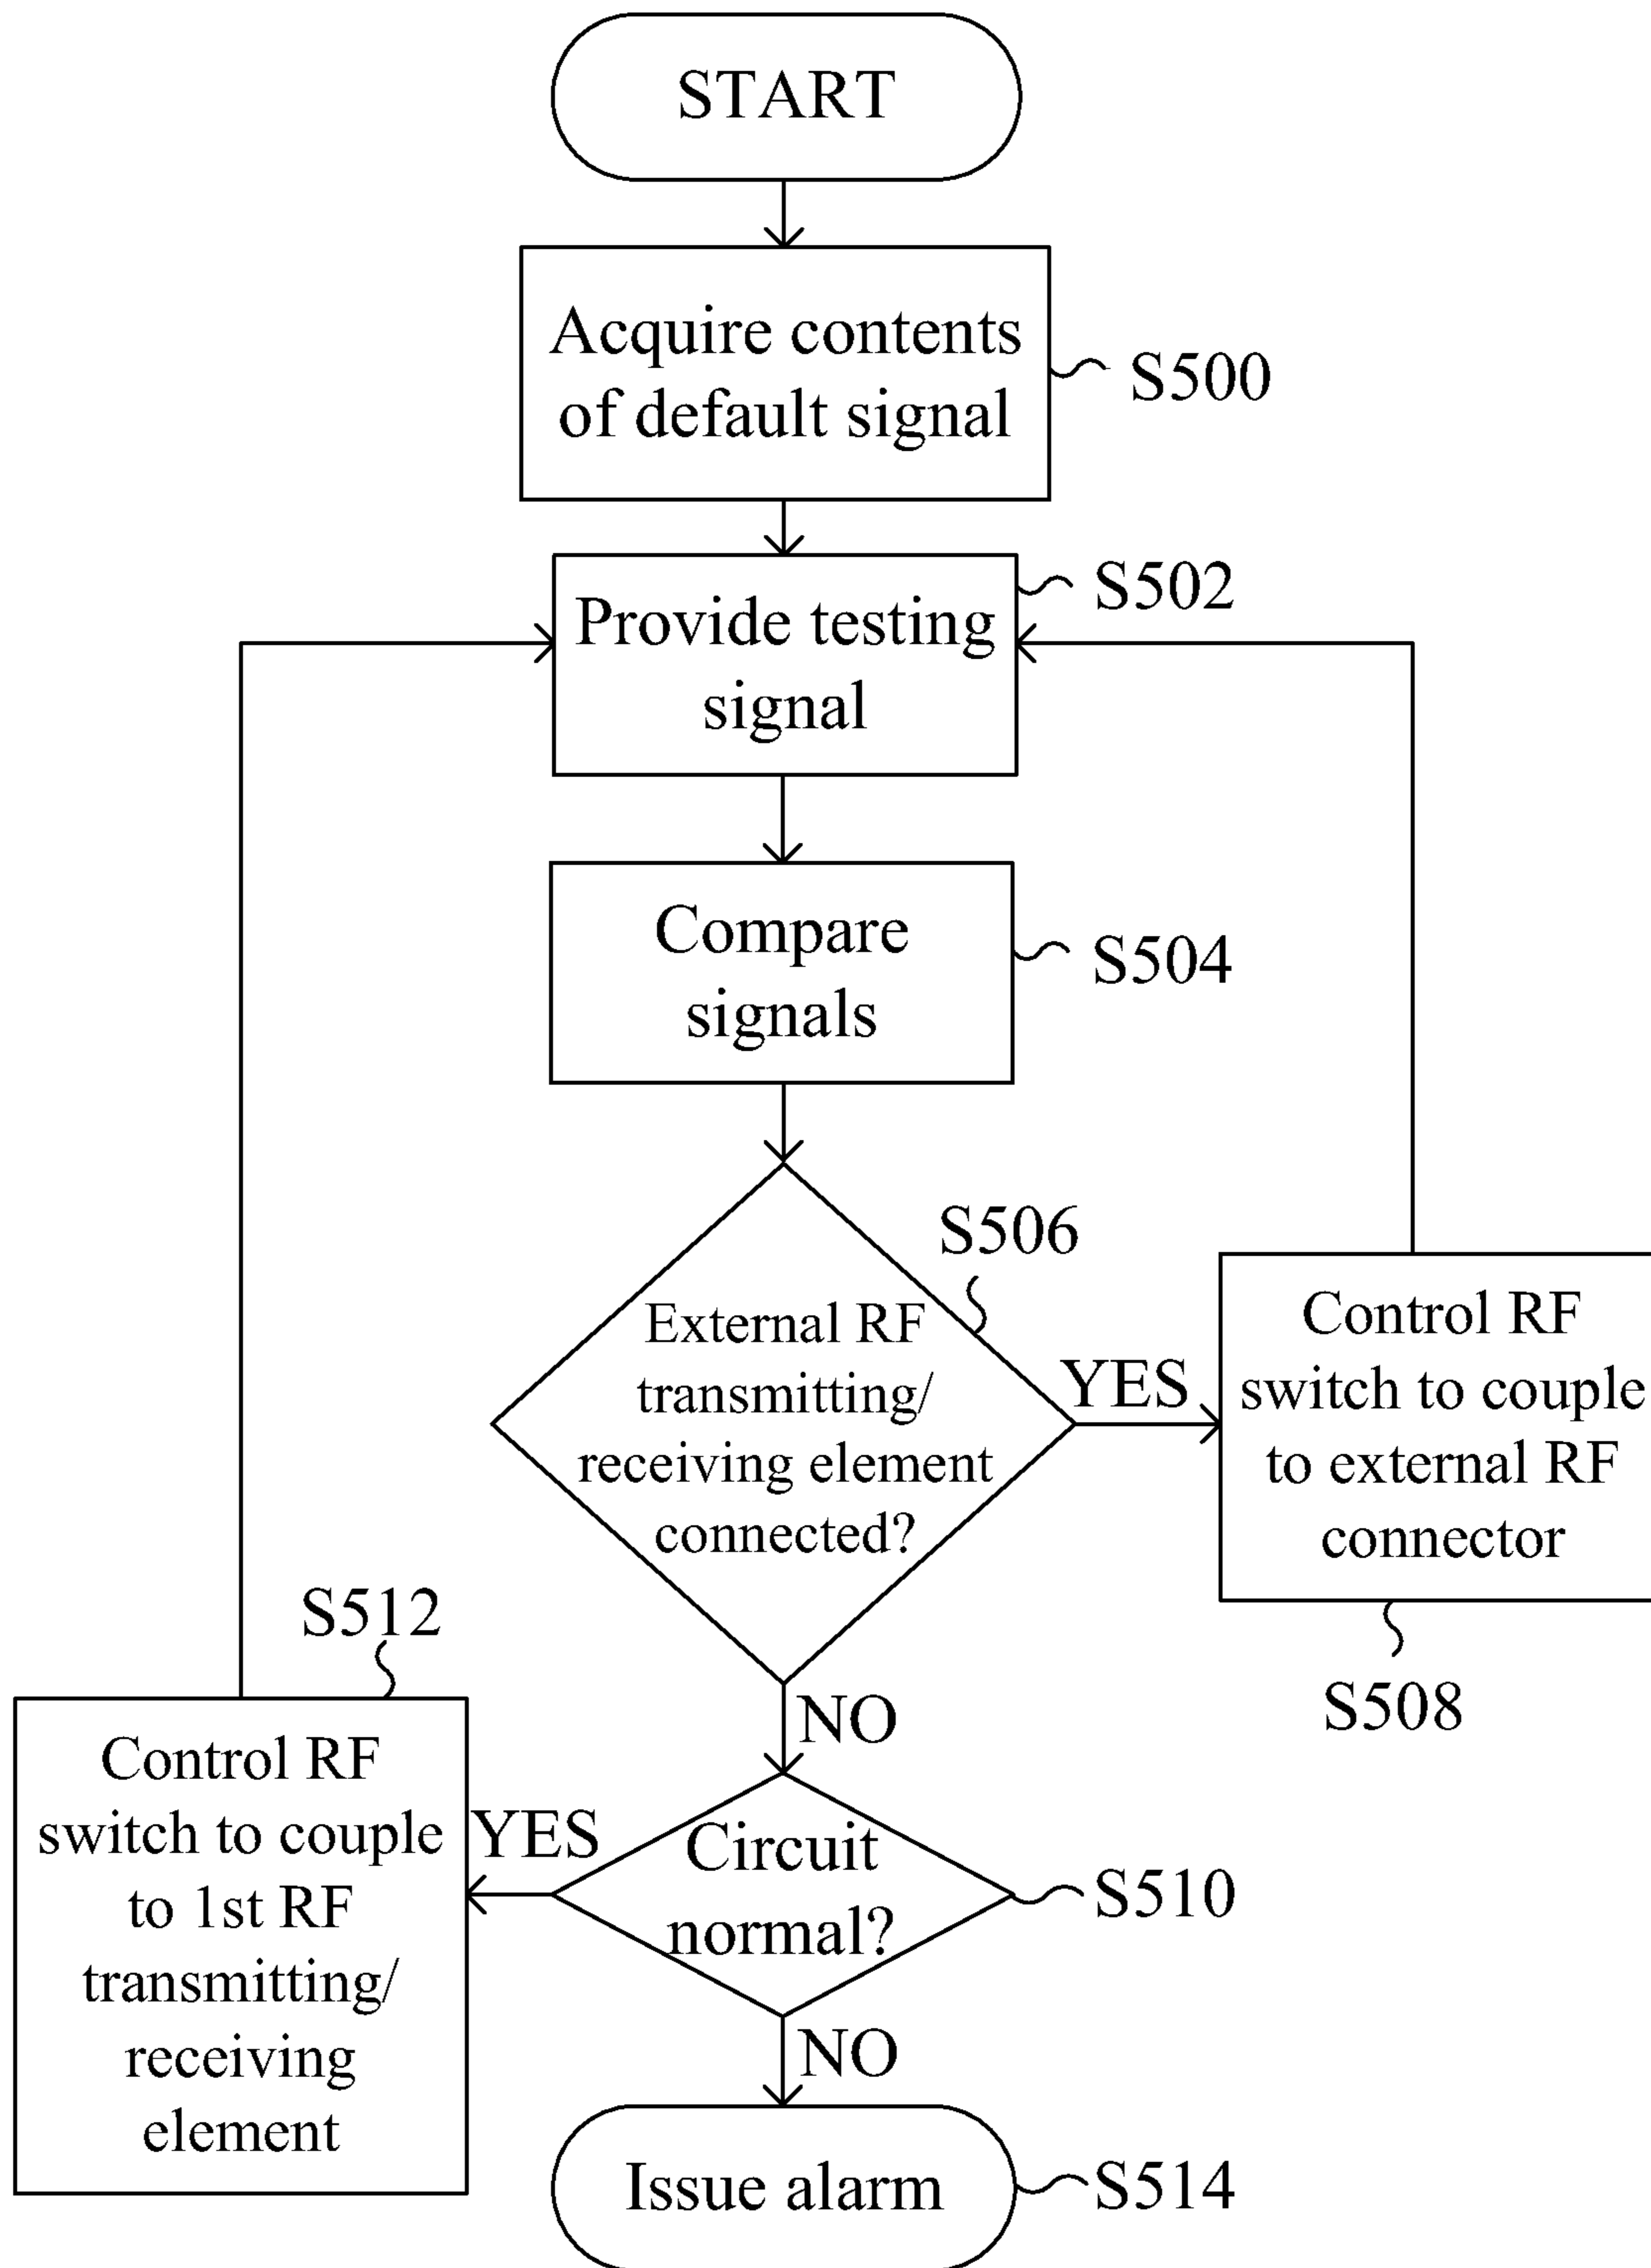 START
Acquire contents
of default signal
S500
S502
Provide testing
signal
Compare
signals
S504
S506
External RF
transmitting/
receiving element
connected?
YES
Control RF
switch to couple
to external RF
connector
S508
NO
S512
Control RF
switch to couple
to 1st RF
transmitting/
receiving
element
YES
Circuit
normal?
S510
NO
Issue alarm
S514